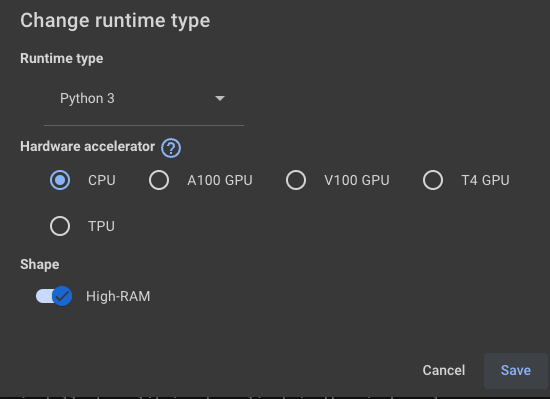 Change runtime type
Runtime type
Python 3
Hardware accelerator ?
CPU A100 GPU V100 GPU T4 GPU
TPU
Shape
High-RAM
Cancel Save